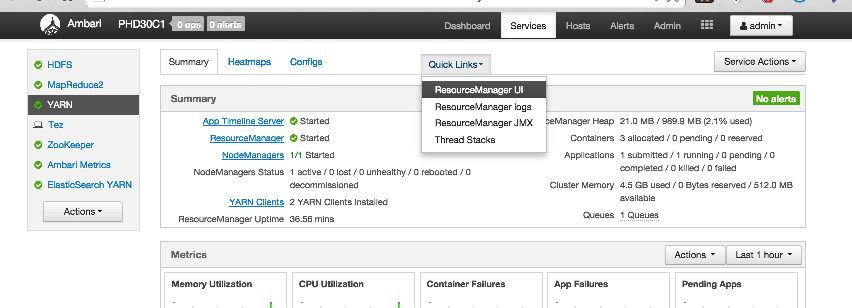 Ambari PHD30C1 0 ops 0 alerts Dashboard Services Hosts Alerts Admin admin
HDFS
MapReduce2
YARN
Tez
ZooKeeper
Ambari Metrics
ElasticSearch YARN
Actions
Summary Heatmaps Configs Quick Links Service Actions
ResourceManager UI
ResourceManager logs
ResourceManager JMX
Thread Stacks
Summary No alerts
App Timeline Server Started
ResourceManager Started
NodeManagers 1/1 Started
NodeManagers Status 1 active / 0 lost / 0 unhealthy / 0 rebooted / 0
decommissioned
YARN Clients 2 YARN Clients Installed
ResourceManager Uptime 36.56 mins
Manager Heap 21.0 MB / 989.9 MB (2.1% used)
Containers 3 allocated / 0 pending / 0 reserved
Applications 1 submitted / 1 running / 0 pending / 0
completed / 0 killed / 0 failed
Cluster Memory 4.5 GB used / 0 Bytes reserved / 512.0 MB
available
Queues 1 Queues
Metrics Actions Last 1 hour
Memory Utilization CPU Utilization Container Failures App Failures Pending Apps